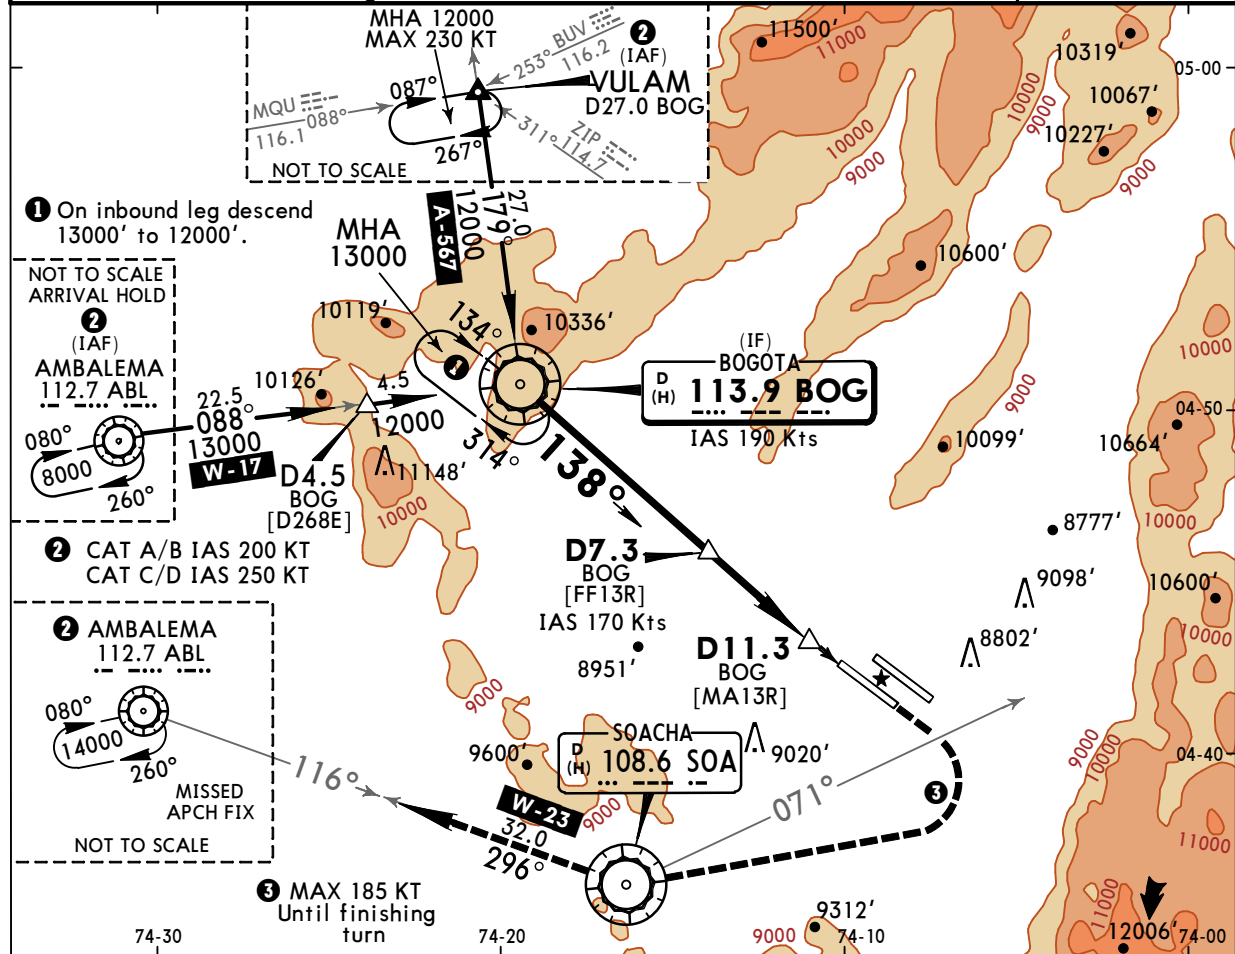 MHA 12000
MAX 230 KT
087°
267°
NOT TO SCALE
MQU
116.1
088°
253° BUV
116.2
2
(IAF)
VULAM
D27.0 BOG
311°
ZIP
114.7
11500'
11000
10319'
05-00
10067'
10227'
10000
9000
10000
9000
9000
1 On inbound leg descend
13000' to 12000'.
MHA
13000
A-567
12000
179°
27.0
10600'
NOT TO SCALE
ARRIVAL HOLD
2
(IAF)
AMBALEMA
112.7 ABL
080°
8000
260°
10119'
134°
1
10336'
10126'
22.5
088°
13000
W-17
4.5
12000
314°
D4.5
BOG
[D268E]
11148'
10000
(IF)
BOGOTA
D
(H)
113.9 BOG
IAS 190 Kts
138°
10000
9000
04-50
10099'
10664'
10000
8777'
2 CAT A/B IAS 200 KT
CAT C/D IAS 250 KT
D7.3
BOG
[FF13R]
IAS 170 Kts
8951'
9098'
10600'
10000
8802'
D11.3
BOG
[MA13R]
2 AMBALEMA
112.7 ABL
080°
14000
260°
MISSED
APCH FIX
NOT TO SCALE
116°
9000
9600'
SOACHA
D
(H)
108.6 SOA
9020'
071°
3
9000
10000
04-40
W-23
32.0
296°
9000
11000
3 MAX 185 KT
Until finishing
turn
9312'
9000
11000
12006'
74-30
74-20
74-10
74-00